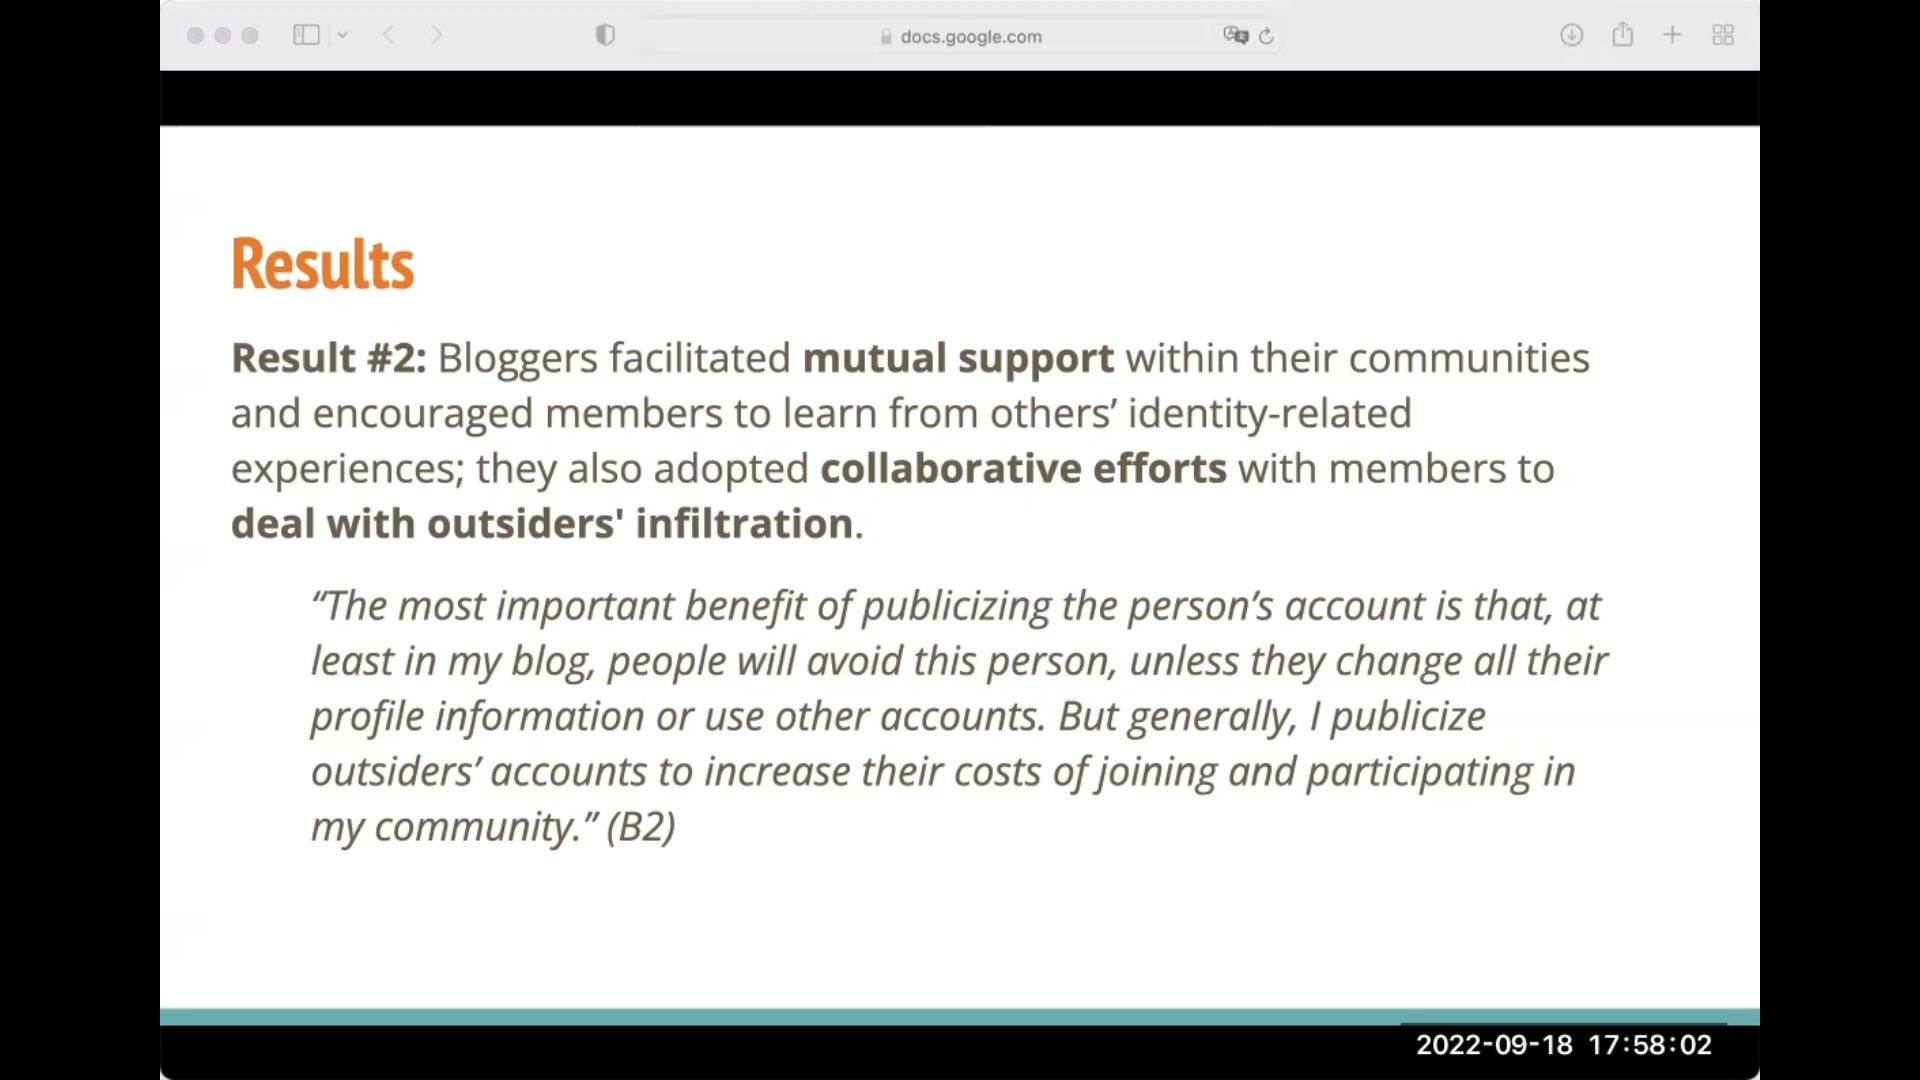 docs.google.com
Results
Result #2: Bloggers facilitated mutual support within their communities
and encouraged members to learn from others’ identity-related
experiences; they also adopted collaborative efforts with members to
deal with outsiders' infiltration.
“The most important benefit of publicizing the person’s account is that, at
least in my blog, people will avoid this person, unless they change all their
profile information or use other accounts. But generally, I publicize
outsiders’ accounts to increase their costs of joining and participating in
my community.” (B2)
2022-09-18 17:58:02